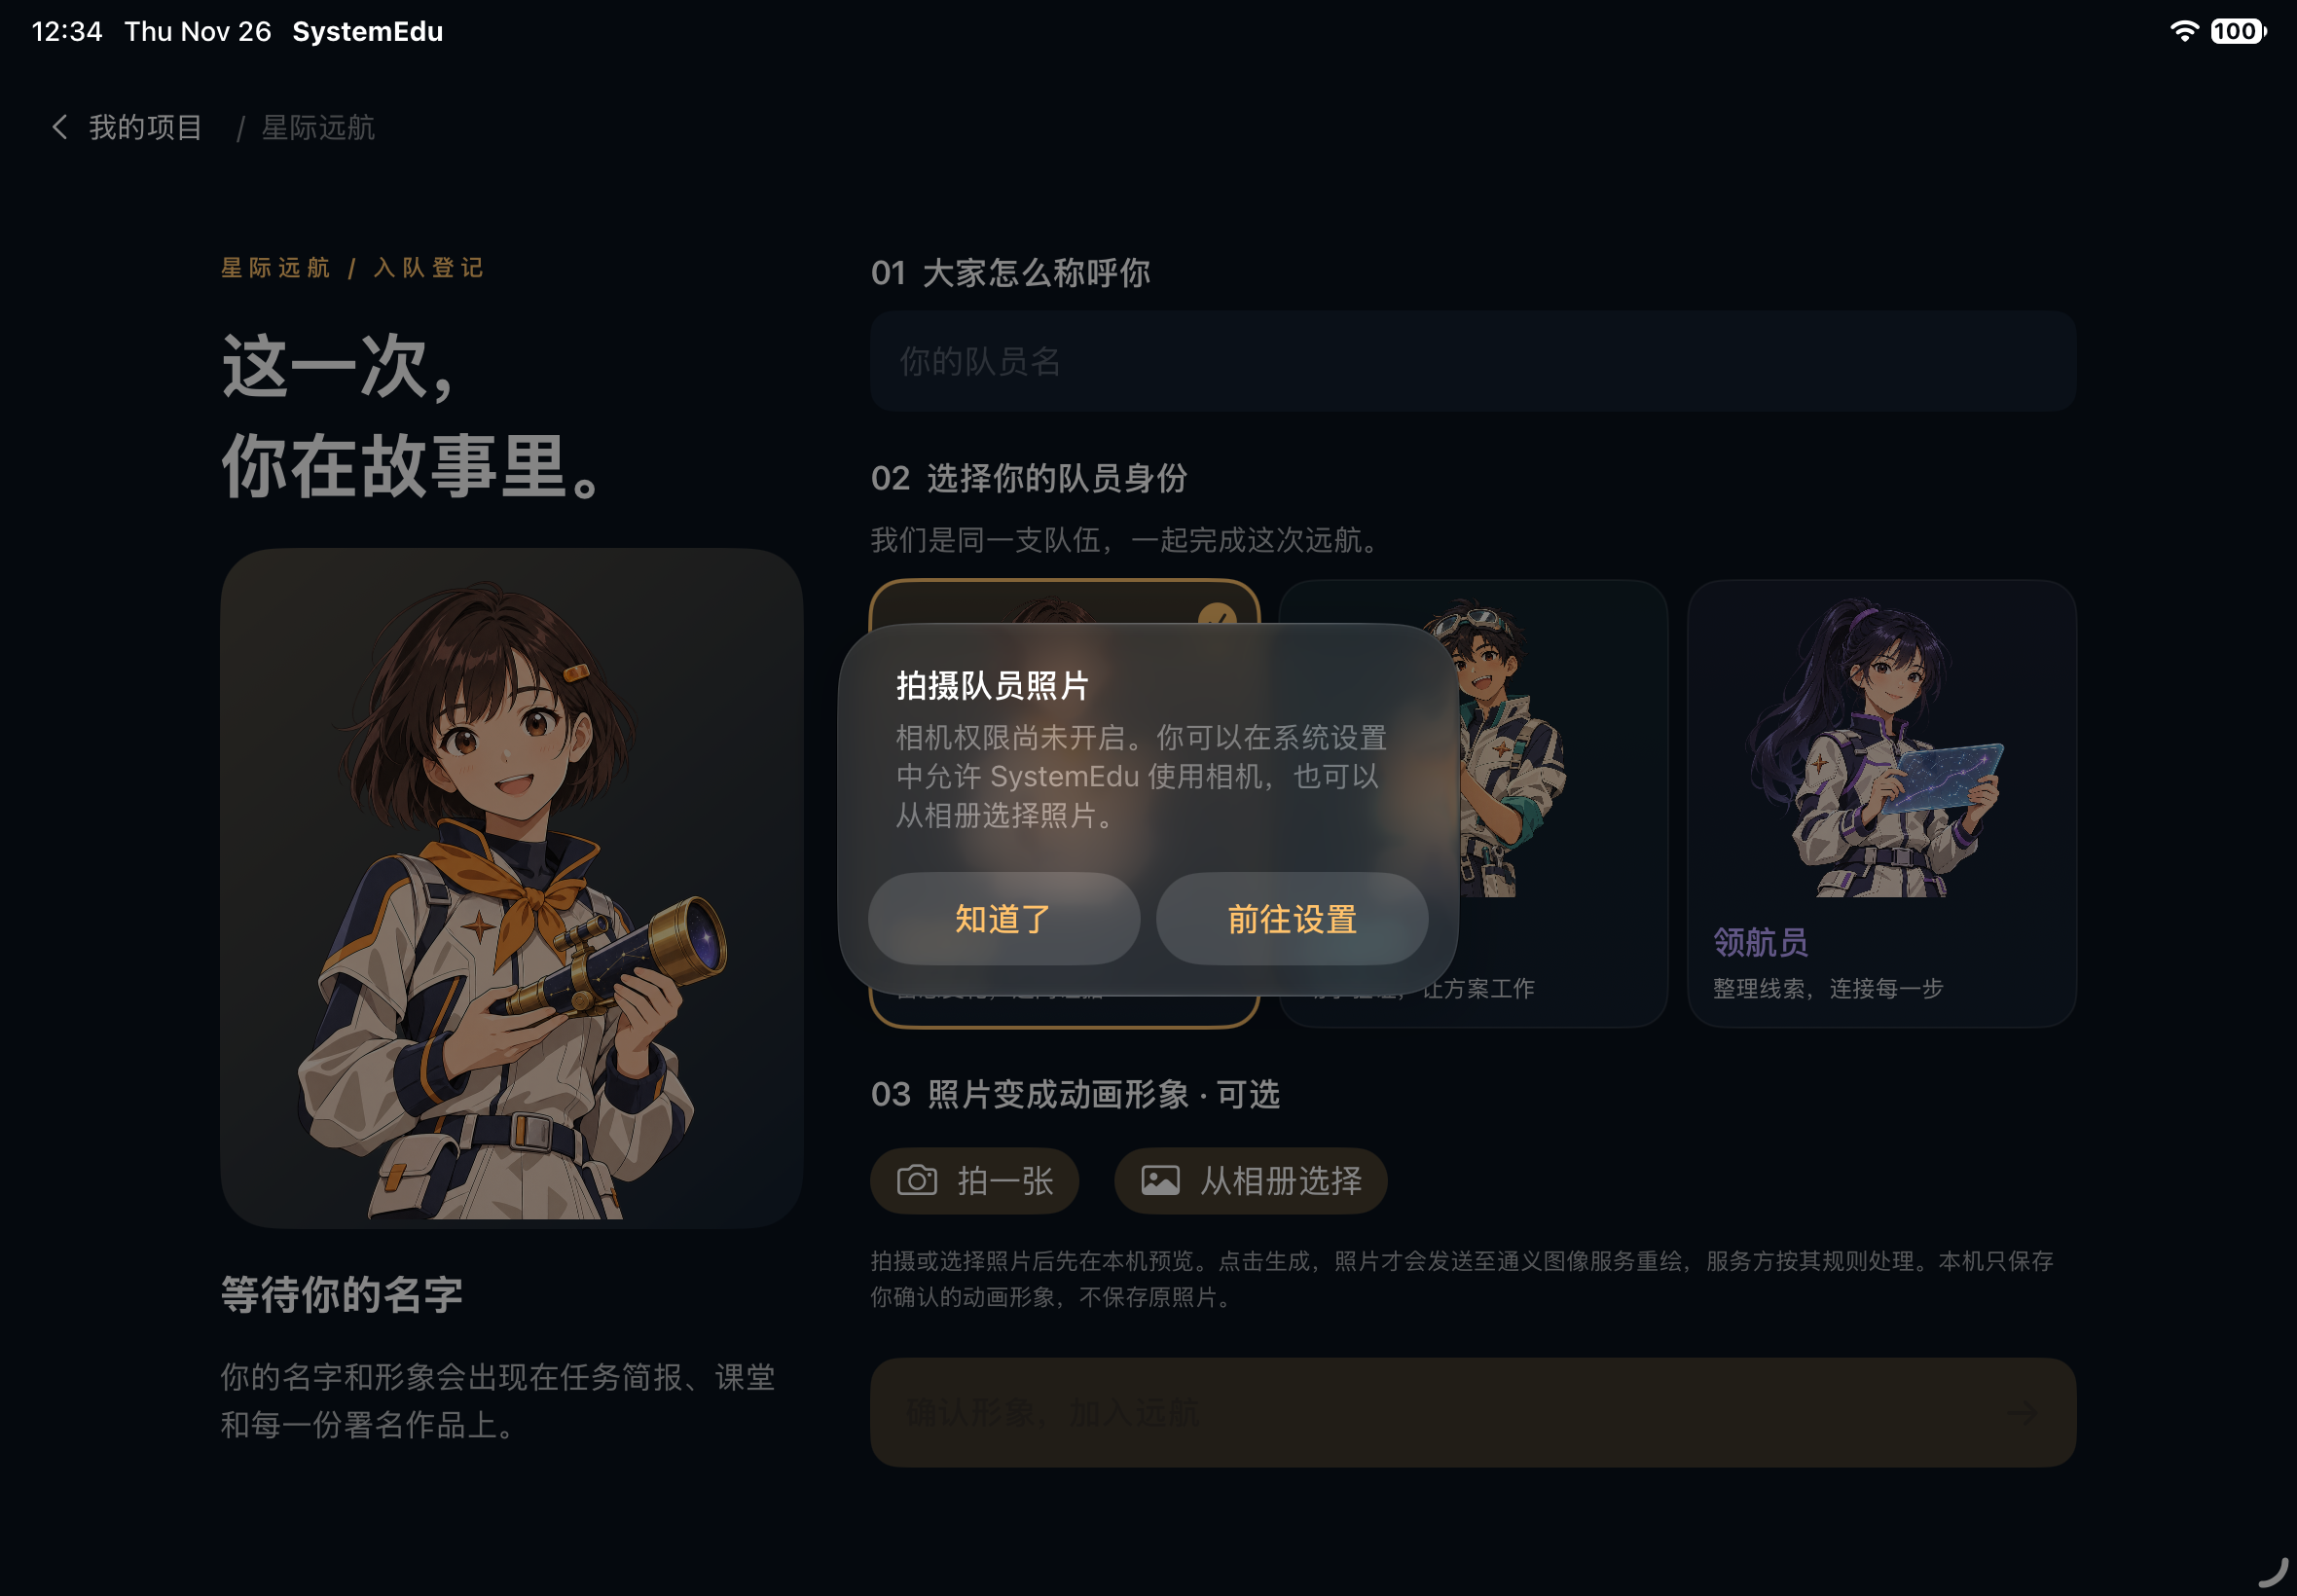 12:34 Thu Nov 26 SystemEdu
100
我的项目 / 星际远航
星际远航 / 入队登记
这一次，
你在故事里。
等待你的名字
你的名字和形象会出现在任务简报、课堂
和每一份署名作品上。
01 大家怎么称呼你
你的队员名
02 选择你的队员身份
我们是同一支队伍，一起完成这次远航。
拍摄队员照片
相机权限尚未开启。你可以在系统设置
中允许 SystemEdu 使用相机，也可以
从相册选择照片。
知道了
前往设置
让方案工作
领航员
整理线索，连接每一步
03 照片变成动画形象 · 可选
拍一张
从相册选择
拍摄或选择照片后先在本机预览。点击生成，照片才会发送至通义图像服务重绘，服务方按其规则处理。本机只保存
你确认的动画形象，不保存原照片。
确认形象，加入远航